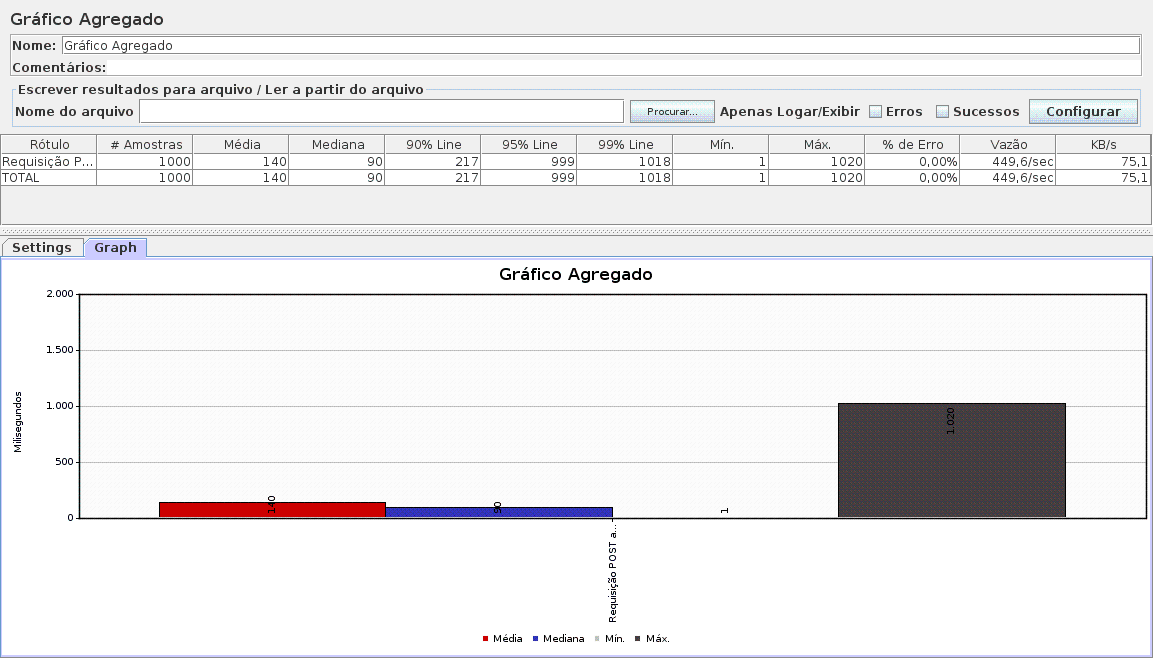 Gráfico Agregado
Nome: Gráfico Agregado
Comentários:
Escrever resultados para arquivo / Ler a partir do arquivo
Nome do arquivo Procurar... Apenas Logar/Exibir Erros Sucessos Configurar
Rótulo # Amostras Média Mediana 90% Line 95% Line 99% Line Mín. Máx. % de Erro Vazão KB/s
Requisição P... 1000 140 90 217 999 1018 1 1020 0,00% 449,6/sec 75,1
TOTAL 1000 140 90 217 999 1018 1 1020 0,00% 449,6/sec 75,1
Settings Graph
Gráfico Agregado
2.000
1.500
1.000
500
0
Milisegundos
140
90
1
1.020
Requisição POST a...
Média Mediana Mín. Máx.